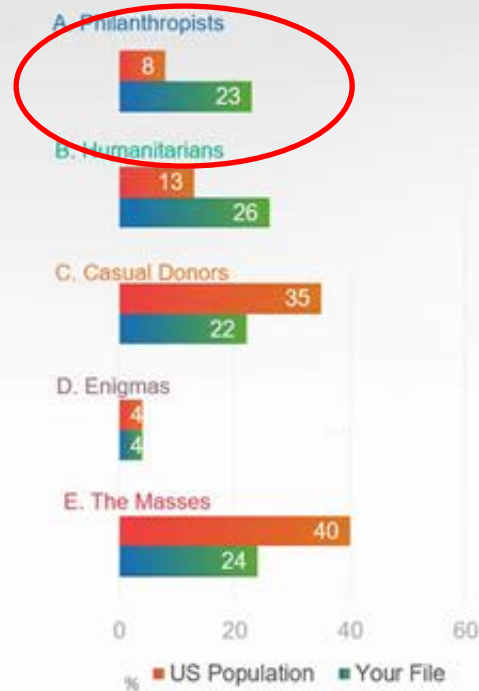 A. Philanthropists
8
23
B. Humanitarians
13
26
C. Casual Donors
35
22
D. Enigmas
4
4
E. The Masses
40
24
0 20 40 60
% US Population Your File